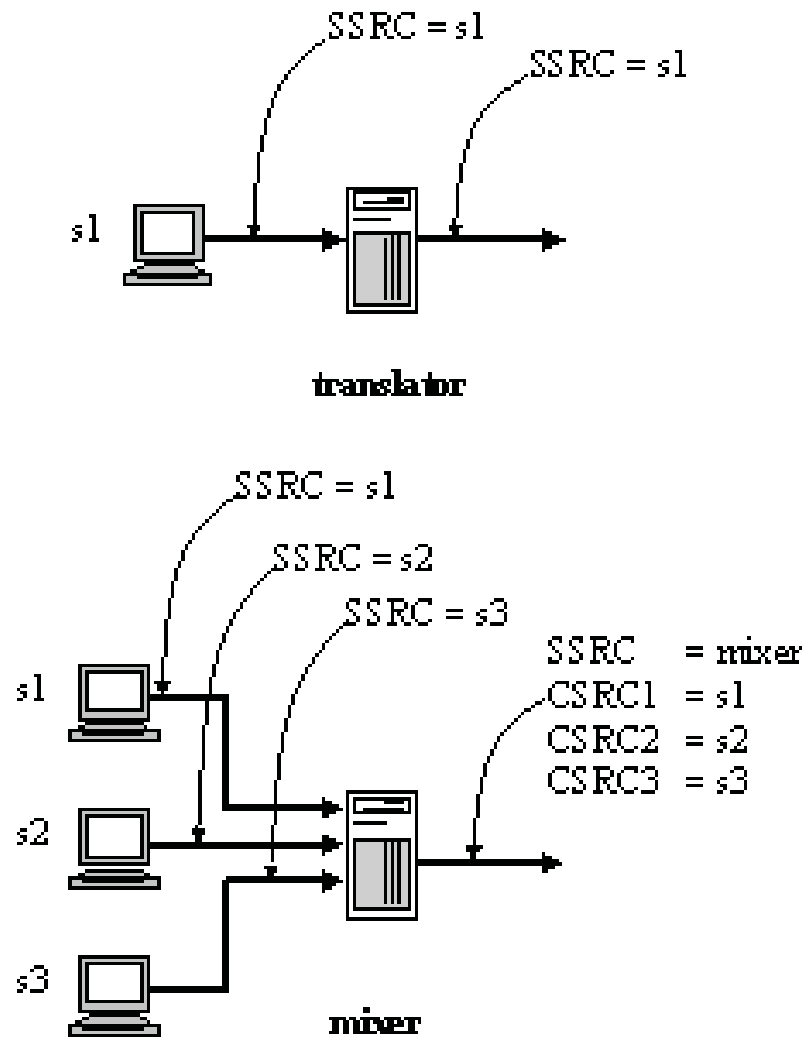 SSRC = s1
SSRC = s1
s1
translator
SSRC = s1
SSRC = s2
SSRC = s3
SSRC = mixer
s1
CSRC1 = s1
CSRC2 = s2
CSRC3 = s3
s2
s3
mixer